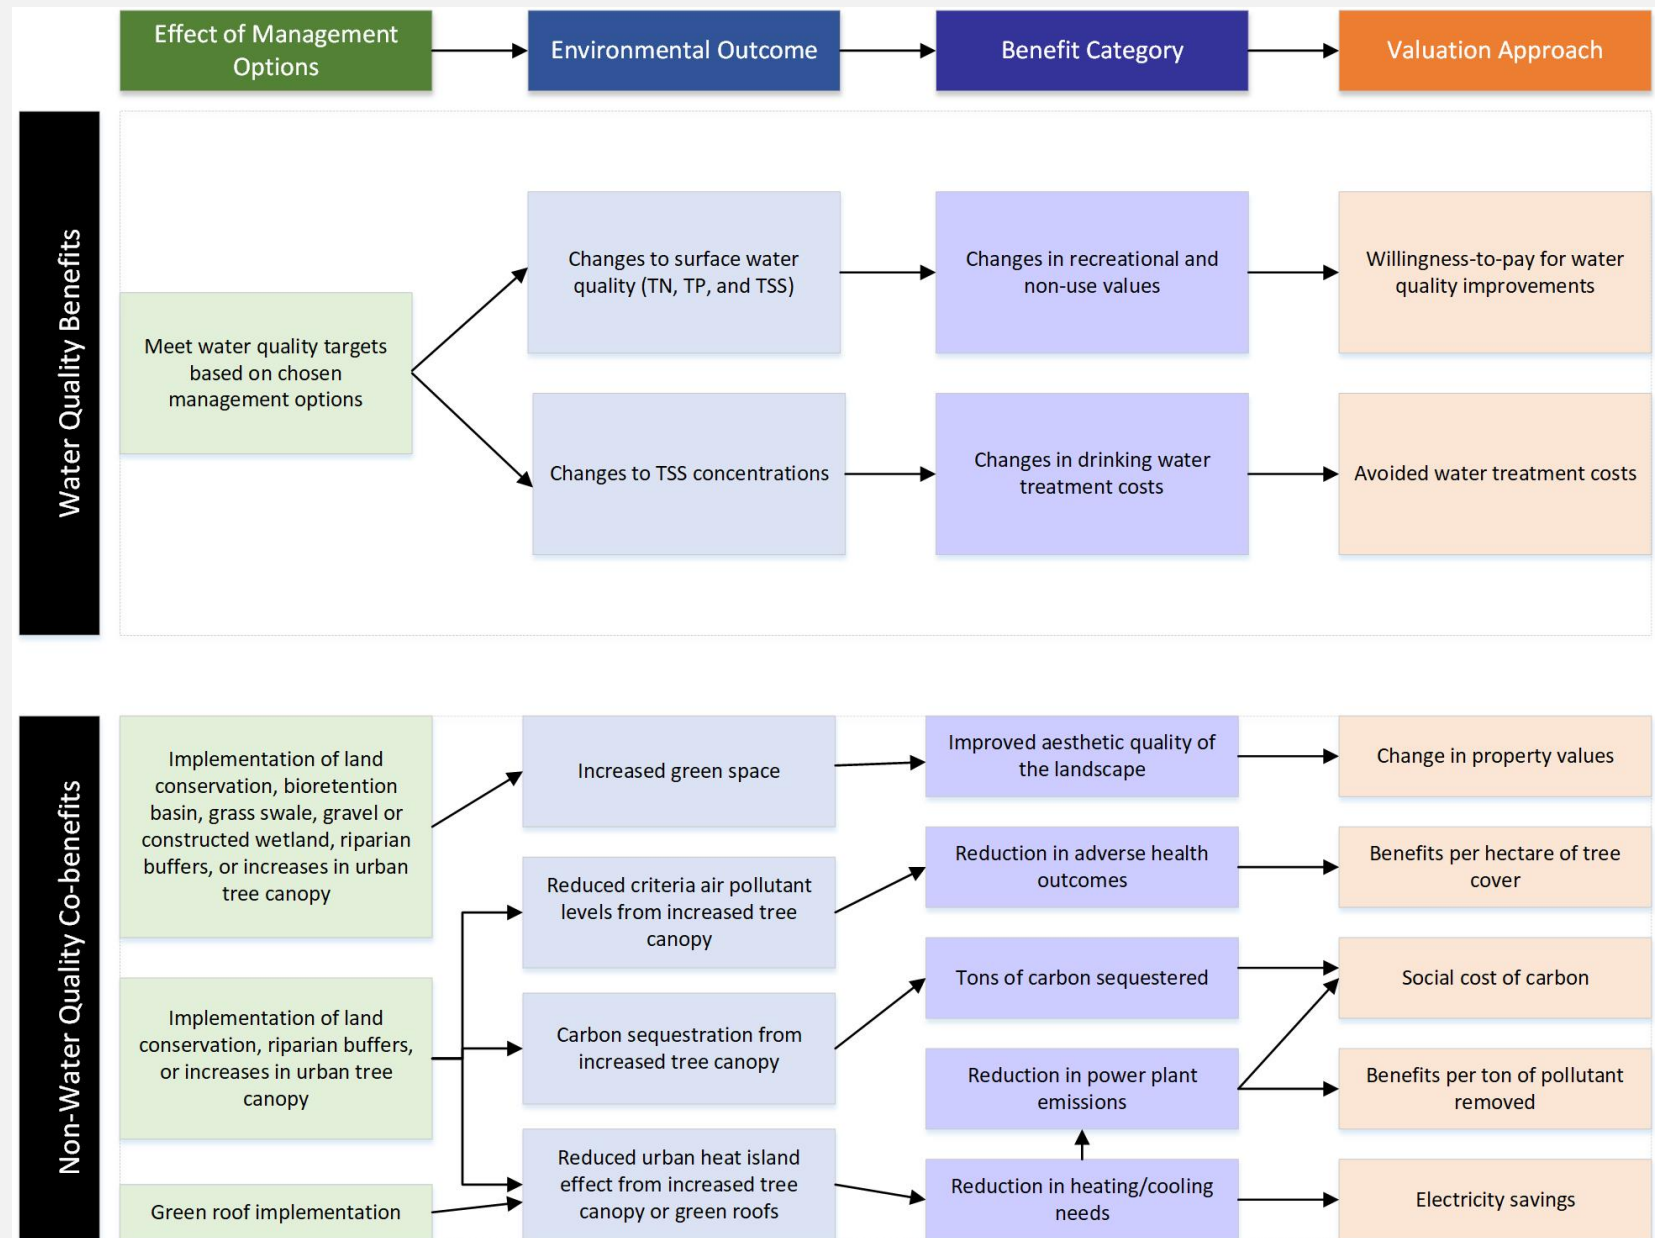 Effect of Management
Options
Environmental Outcome
Benefit Category
Valuation Approach
Water Quality Benefits
Meet water quality targets
based on chosen
management options
Changes to surface water
quality (TN, TP, and TSS)
Changes in recreational and
non-use values
Willingness-to-pay for water
quality improvements
Changes to TSS concentrations
Changes in drinking water
treatment costs
Avoided water treatment costs
Non-Water Quality Co-benefits
Implementation of land
conservation, bioretention
basin, grass swale, gravel or
constructed wetland, riparian
buffers, or increases in urban
tree canopy
Increased green space
Improved aesthetic quality of
the landscape
Change in property values
Reduced criteria air pollutant
levels from increased tree
canopy
Reduction in adverse health
outcomes
Benefits per hectare of tree
cover
Implementation of land
conservation, riparian buffers,
or increases in urban tree
canopy
Carbon sequestration from
increased tree canopy
Tons of carbon sequestered
Social cost of carbon
Reduction in power plant
emissions
Benefits per ton of pollutant
removed
Green roof implementation
Reduced urban heat island
effect from increased tree
canopy or green roofs
Reduction in heating/cooling
needs
Electricity savings